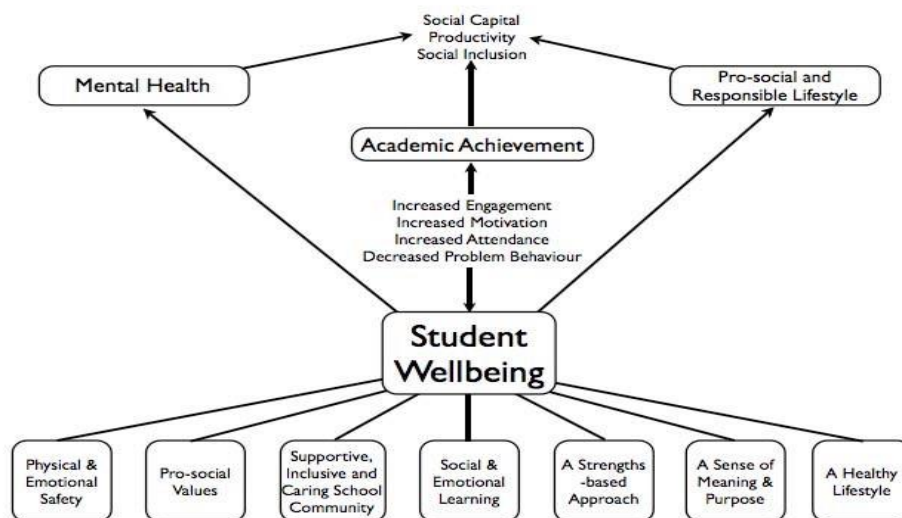 Social Capital
Productivity
Social Inclusion
Mental Health
Pro-social and
Responsible Lifestyle
Academic Achievement
Increased Engagement
Increased Motivation
Increased Attendance
Decreased Problem Behaviour
Student
Wellbeing
Physical &
Emotional
Safety
Pro-social
Values
Supportive,
Inclusive and
Caring School
Community
Social &
Emotional
Learning
A Strengths
-based
Approach
A Sense of
Meaning &
Purpose
A Healthy
Lifestyle